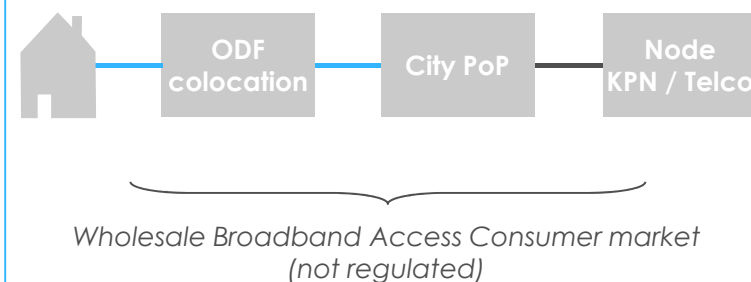 ODF
colocation
City PoP
Node
KPN / Telco
Wholesale Broadband Access Consumer market
(not regulated)